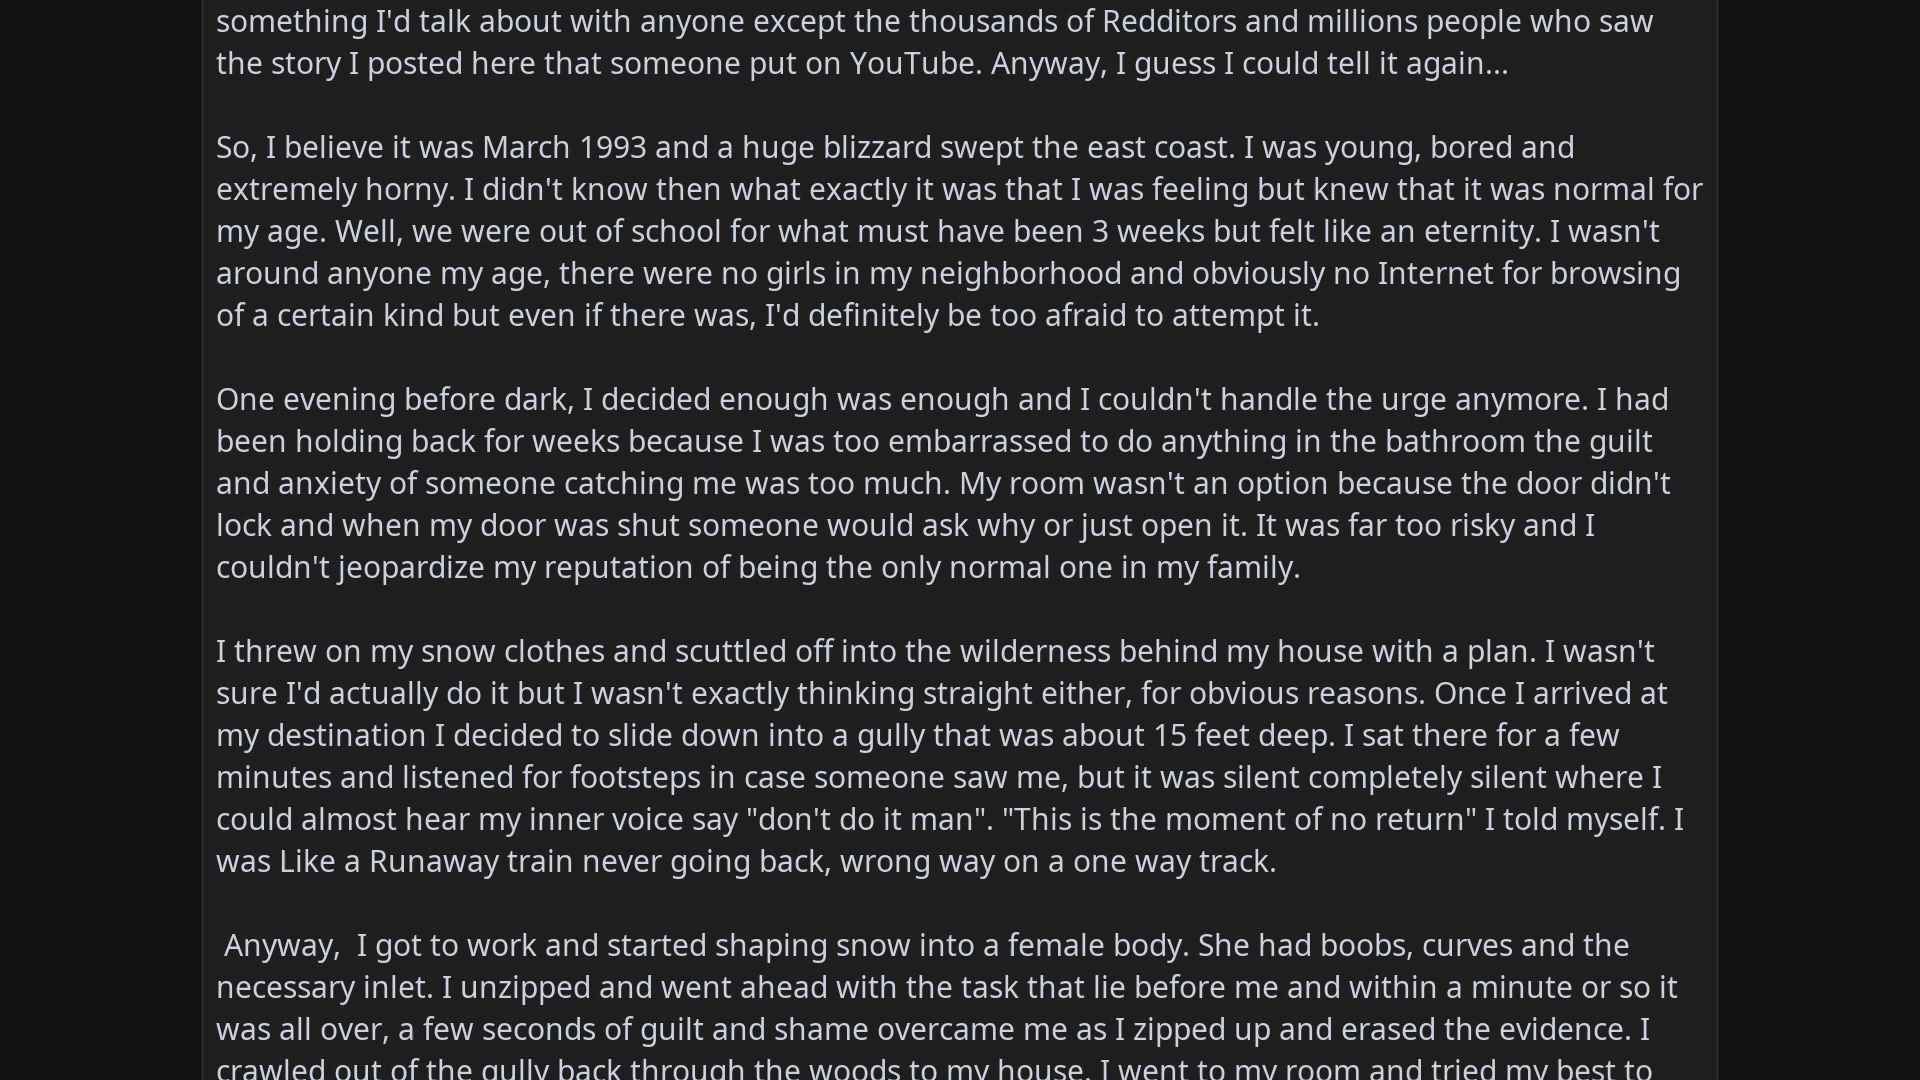 something I'd talk about with anyone except the thousands of Redditors and millions people who saw
the story I posted here that someone put on YouTube. Anyway, I guess I could tell it again...
So, I believe it was March 1993 and a huge blizzard swept the east coast. I was young, bored and
extremely horny. I didn't know then what exactly it was that I was feeling but knew that it was normal for
my age. Well, we were out of school for what must have been 3 weeks but felt like an eternity. I wasn't
around anyone my age, there were no girls in my neighborhood and obviously no Internet for browsing
of a certain kind but even if there was, I'd definitely be too afraid to attempt it.
One evening before dark, I decided enough was enough and I couldn't handle the urge anymore. I had
been holding back for weeks because I was too embarrassed to do anything in the bathroom the guilt
and anxiety of someone catching me was too much. My room wasn't an option because the door didn't
lock and when my door was shut someone would ask why or just open it. It was far too risky and I
couldn't jeopardize my reputation of being the only normal one in my family.
I threw on my snow clothes and scuttled off into the wilderness behind my house with a plan. I wasn't
sure I'd actually do it but I wasn't exactly thinking straight either, for obvious reasons. Once I arrived at
my destination I decided to slide down into a gully that was about 15 feet deep. I sat there for a few
minutes and listened for footsteps in case someone saw me, but it was silent completely silent where I
could almost hear my inner voice say "don't do it man". "This is the moment of no return" I told myself. I
was Like a Runaway train never going back, wrong way on a one way track.
Anyway,  I got to work and started shaping snow into a female body. She had boobs, curves and the
necessary inlet. I unzipped and went ahead with the task that lie before me and within a minute or so it
was all over, a few seconds of guilt and shame overcame me as I zipped up and erased the evidence. I
crawled out of the gully back through the woods to my house. I went to my room and tried my best to